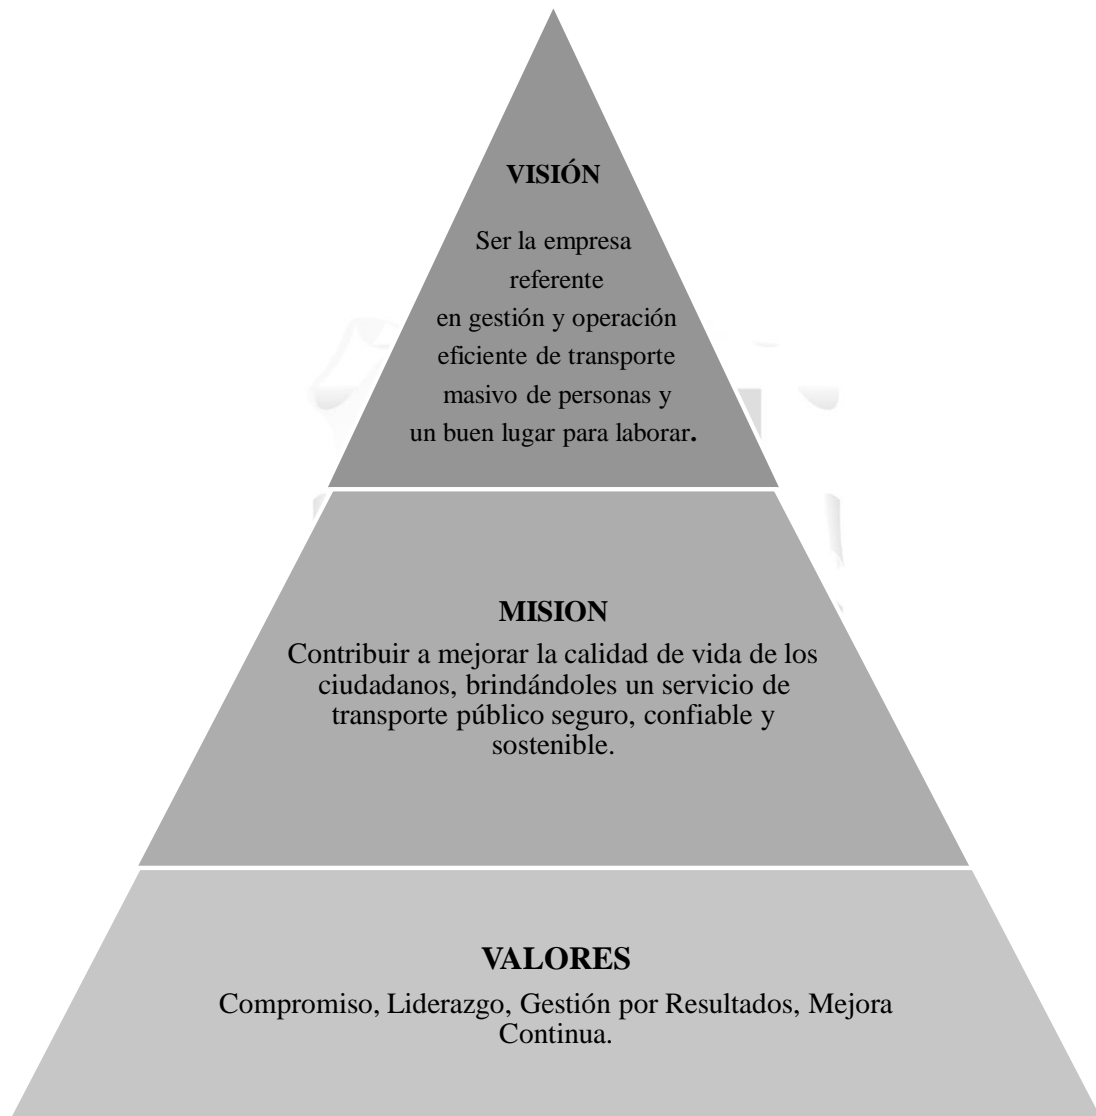 VISIÓN
Ser la empresa
referente
en gestión y operación
eficiente de transporte
masivo de personas y
un buen lugar para laborar.
MISION
Contribuir a mejorar la calidad de vida de los
ciudadanos, brindándoles un servicio de
transporte público seguro, confiable y
sostenible.
VALORES
Compromiso, Liderazgo, Gestión por Resultados, Mejora
Continua.